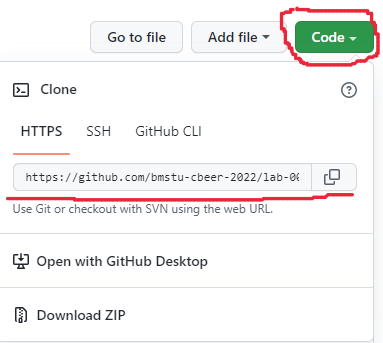 Go to file Add file Code
Clone
HTTPS SSH GitHub CLI
https://github.com/bmstu-cbeer-2022/lab-0
Use Git or checkout with SVN using the web URL.
Open with GitHub Desktop
Download ZIP